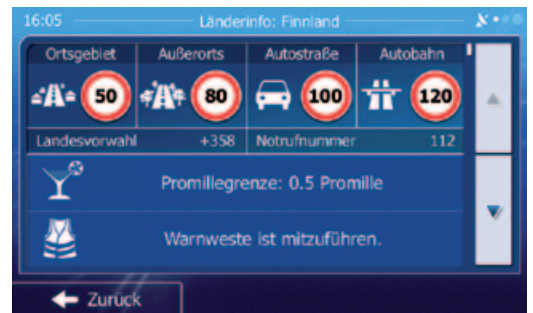 16:05 Länderinfo: Finnland
Ortsgebiet Außerorts Autostraße Autobahn
50 80 100 120
Landesvorwahl +358 Notrufnummer 112
Promillegrenze: 0.5 Promille
Warnweste ist mitzuführen.
Zurück